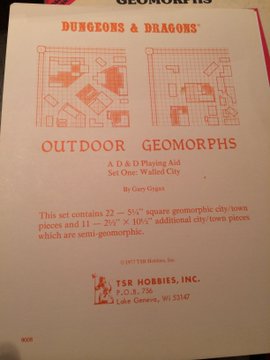 GEOMORPHS
DUNGEONS & DRAGONS
OUTDOOR GEOMORPHS
A D & D Playing Aid
Set One: Walled City
By Gary Gygax
This set contains 22 — 5¼" square geomorphic city/town
pieces and 11 — 2½" × 10½" additional city/town pieces
which are semi-geomorphic.
© 1977 TSR Hobbies, Inc.
TSR HOBBIES, INC.
P.O.B. 756
Lake Geneva, WI 53147
9008